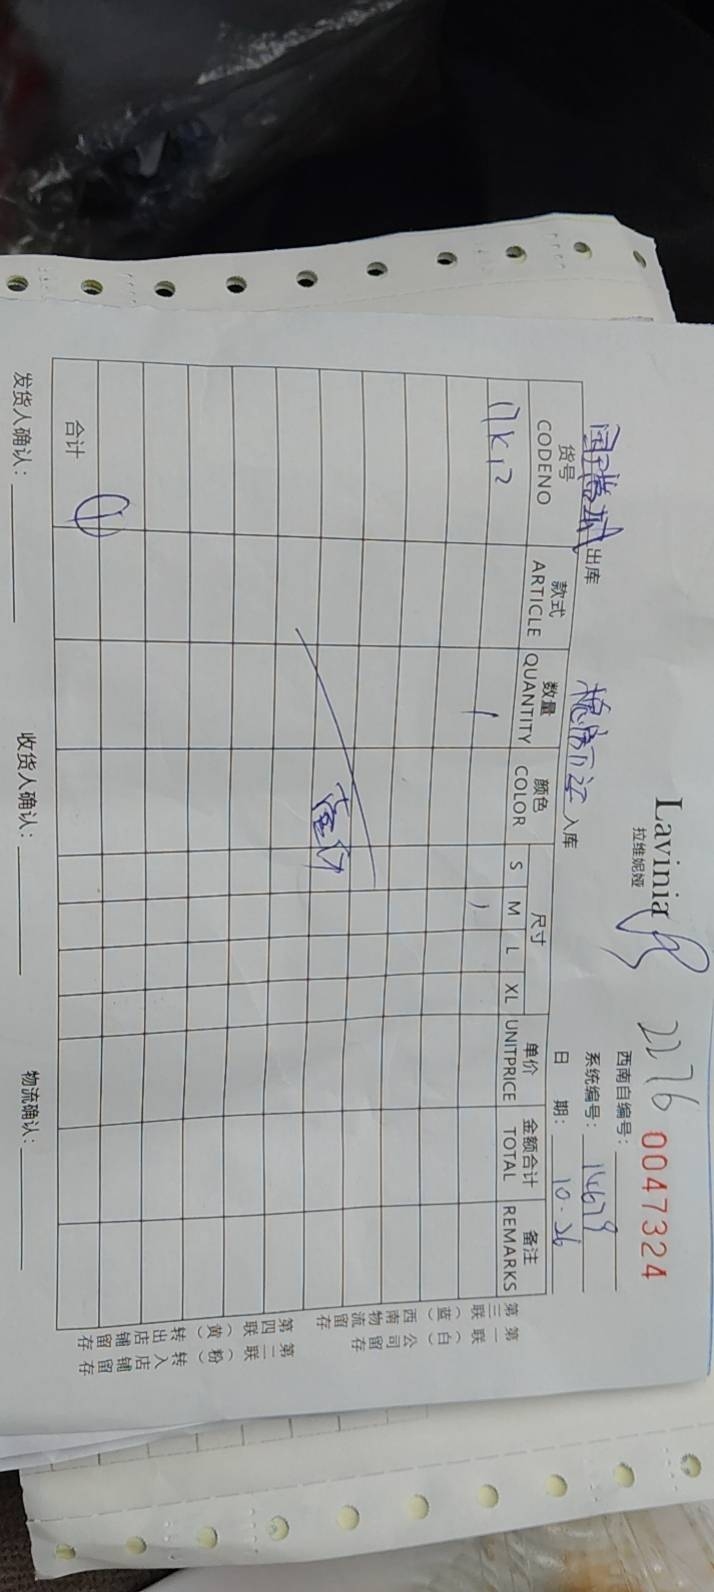 Lavinia
拉维妮娅
2276 0047324
西南自编号：
系统编号：14679
出库 入库 日 期：10.26
货号 款式 数量 颜色 尺寸 单价 金额合计 备注
CODENO ARTICLE QUANTITY COLOR S M L XL UNITPRICE TOTAL REMARKS
1 1
合计 ①
发货人确认： 收货人确认： 物流确认：
第一联（白）公司留存
第三联（蓝）西南物流留存
第二联（粉）转入店铺留存
第四联（黄）转出店铺留存